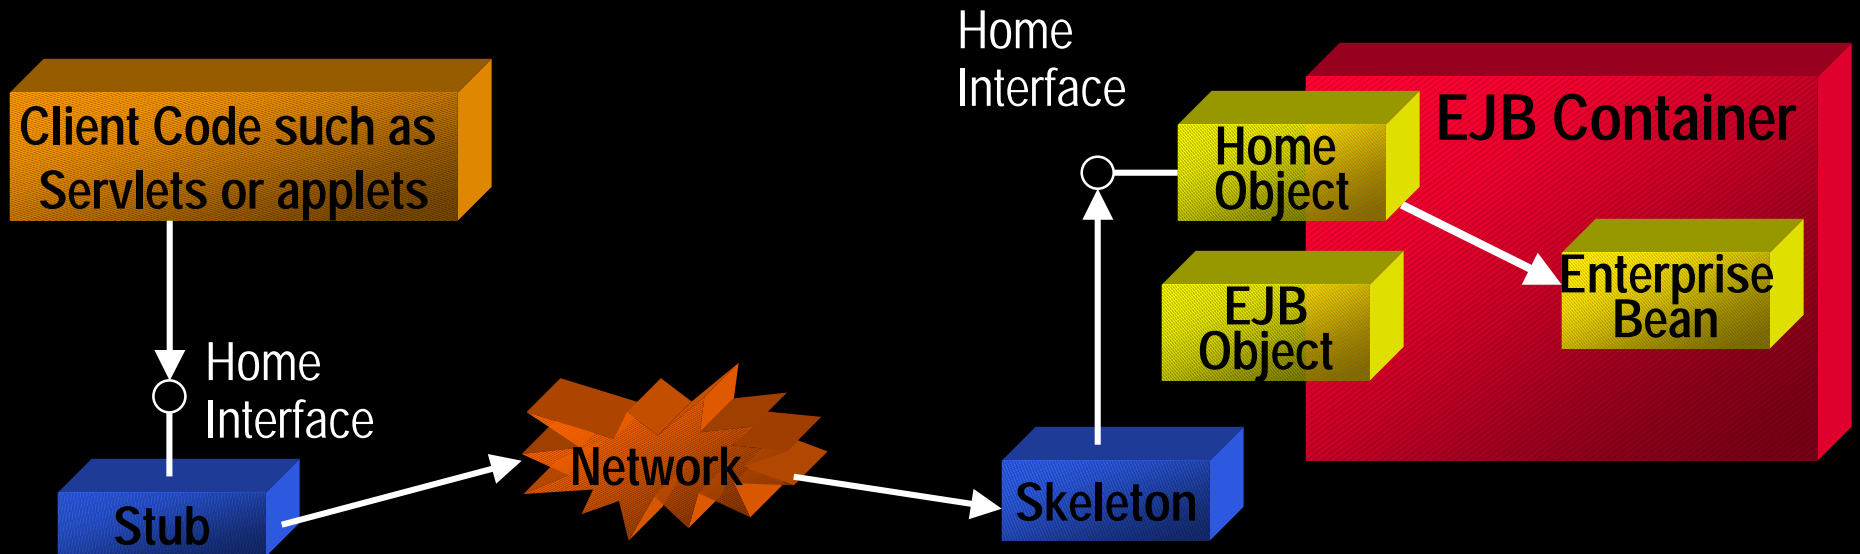 Client Code such as
Servlets or applets
Home
Interface
Stub
Network
Skeleton
Home
Interface
Home
Object
EJB
Object
EJB Container
Enterprise
Bean